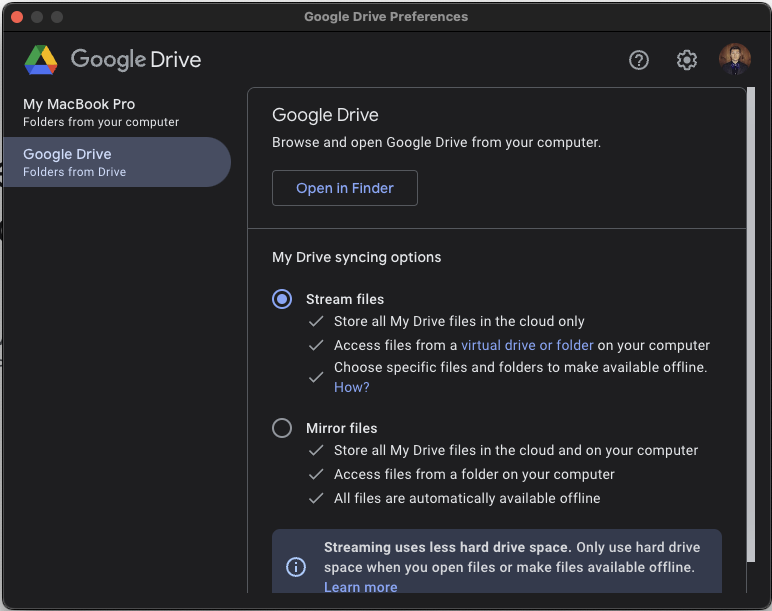 Google Drive Preferences
Google Drive
My MacBook Pro
Folders from your computer
Google Drive
Folders from Drive
Google Drive
Browse and open Google Drive from your computer.
Open in Finder
My Drive syncing options
Stream files
Store all My Drive files in the cloud only
Access files from a virtual drive or folder on your computer
Choose specific files and folders to make available offline.
How?
Mirror files
Store all My Drive files in the cloud and on your computer
Access files from a folder on your computer
All files are automatically available offline
Streaming uses less hard drive space. Only use hard drive
space when you open files or make files available offline.
Learn more